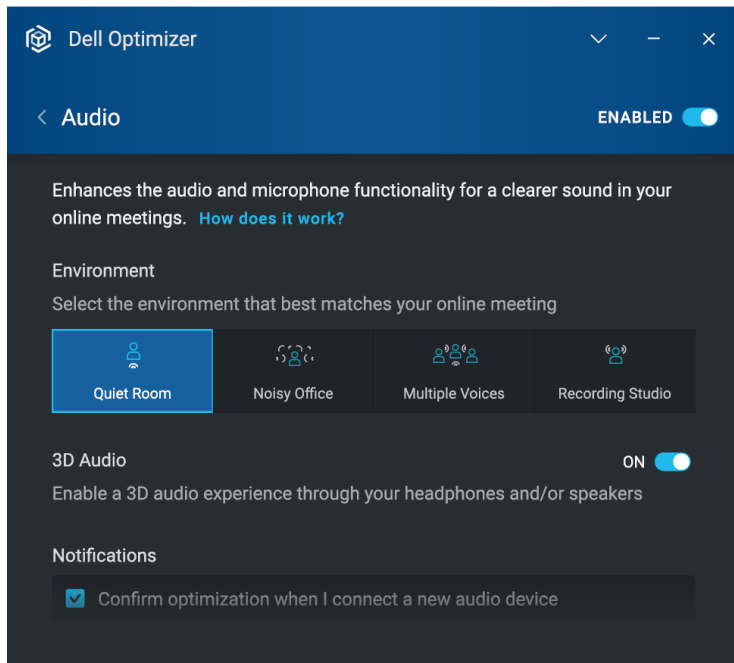 Dell Optimizer
Audio
ENABLED
Enhances the audio and microphone functionality for a clearer sound in your
online meetings. How does it work?
Environment
Select the environment that best matches your online meeting
Quiet Room
Noisy Office
Multiple Voices
Recording Studio
3D Audio
ON
Enable a 3D audio experience through your headphones and/or speakers
Notifications
Confirm optimization when I connect a new audio device